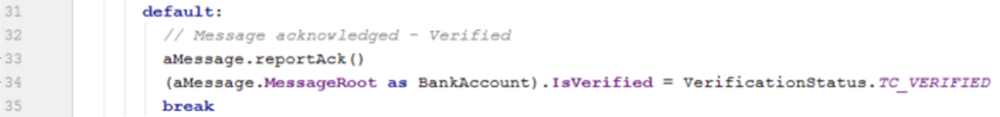 31 default:
32 // Message acknowledged - Verified
33 aMessage.reportAck()
34 (aMessage.MessageRoot as BankAccount).IsVerified = VerificationStatus.TC_VERIFIED
35 break